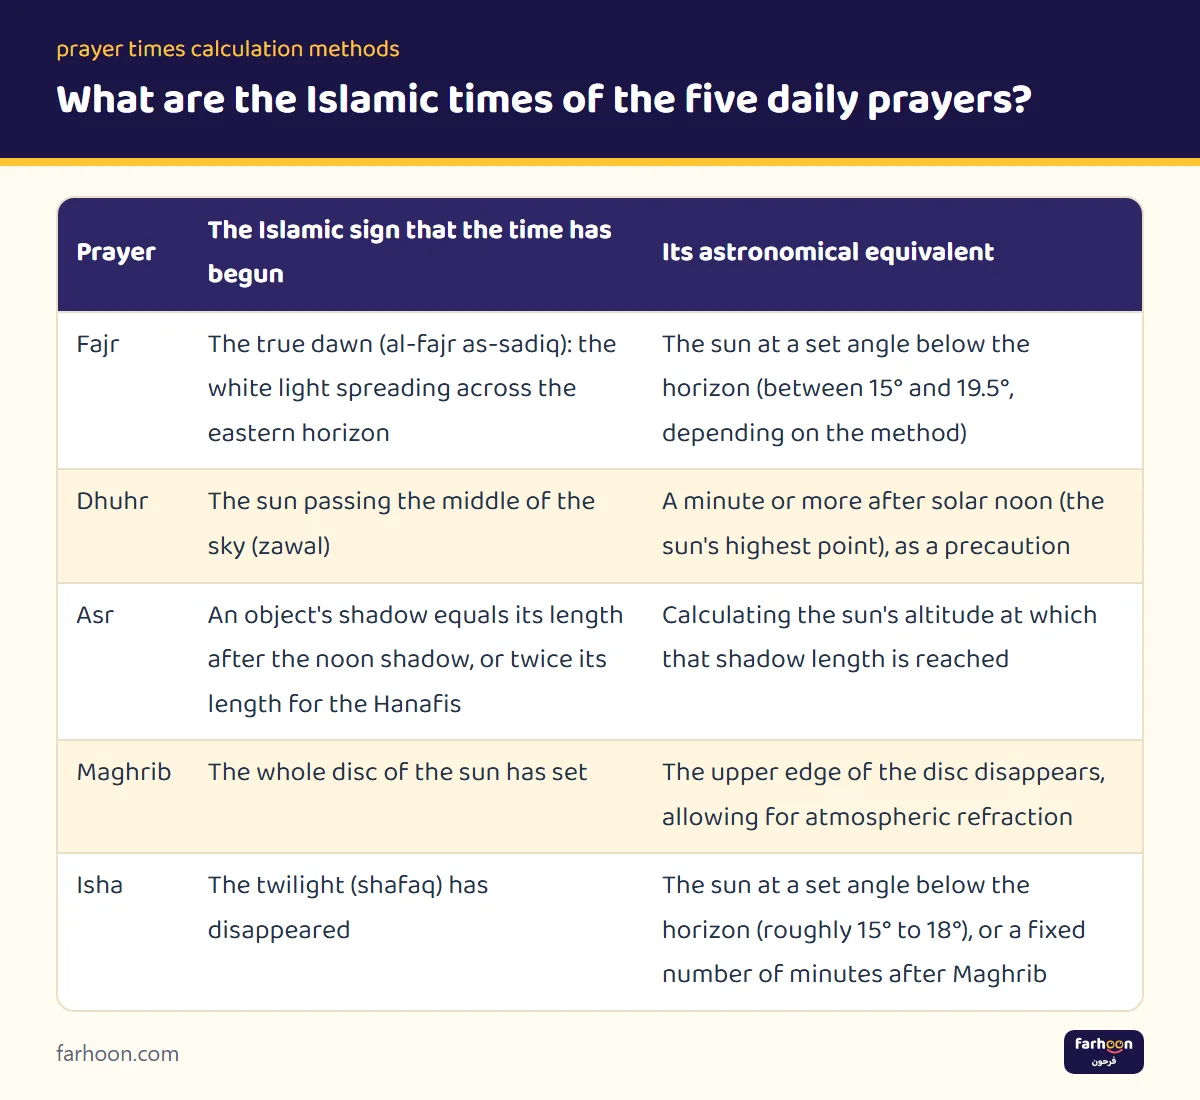 prayer times calculation methods
What are the Islamic times of the five daily prayers?
Prayer
The Islamic sign that the time has
begun
Its astronomical equivalent
Fajr
The true dawn (al-fajr as-sadiq): the
white light spreading across the
eastern horizon
The sun at a set angle below the
horizon (between 15° and 19.5°,
depending on the method)
Dhuhr
The sun passing the middle of the
sky (zawal)
A minute or more after solar noon (the
sun's highest point), as a precaution
Asr
An object's shadow equals its length
after the noon shadow, or twice its
length for the Hanafis
Calculating the sun's altitude at which
that shadow length is reached
Maghrib
The whole disc of the sun has set
The upper edge of the disc disappears,
allowing for atmospheric refraction
Isha
The twilight (shafaq) has
disappeared
The sun at a set angle below the
horizon (roughly 15° to 18°), or a fixed
number of minutes after Maghrib
farhoon.com
farhoon
فرحون